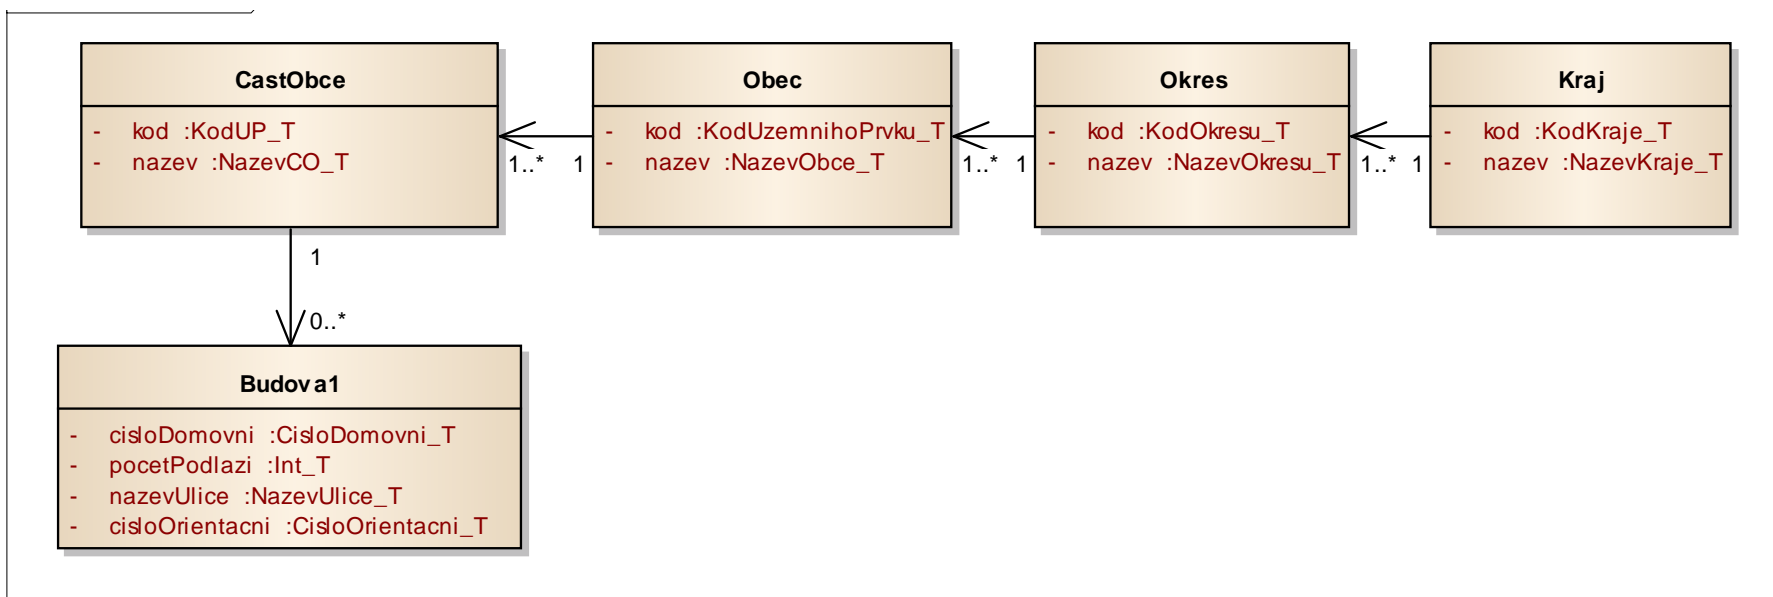 CastObce
- kod :KodUP_T
- nazev :NazevCO_T
Obec
- kod :KodUzemnihoPrvku_T
- nazev :NazevObce_T
Okres
- kod :KodOkresu_T
- nazev :NazevOkresu_T
Kraj
- kod :KodKraje_T
- nazev :NazevKraje_T
1..* 1
1..* 1
1..* 1
1
0..*
Budova1
- cisloDomovni :CisloDomovni_T
- pocetPodlazi :Int_T
- nazevUlice :NazevUlice_T
- cisloOrientacni :CisloOrientacni_T